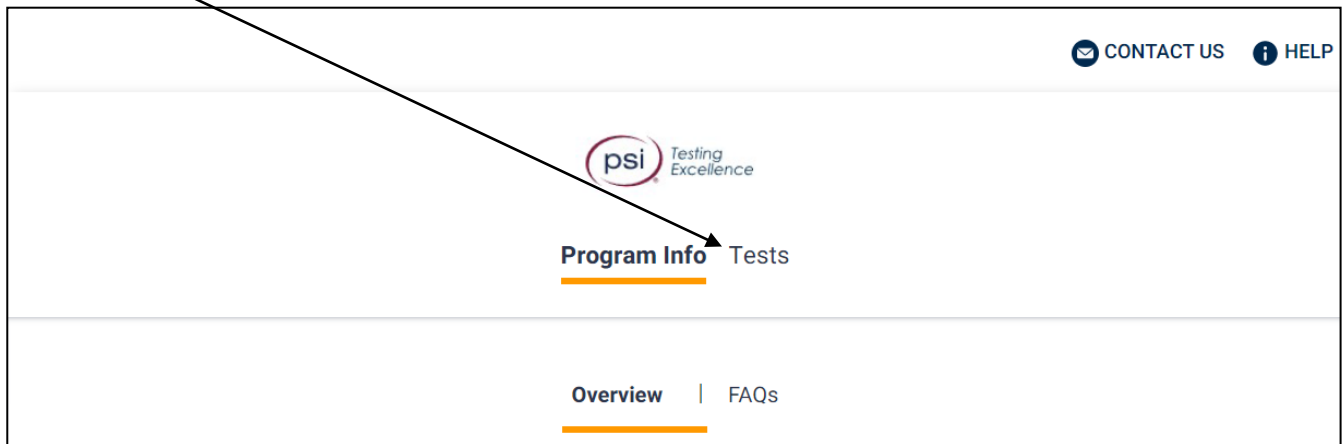 CONTACT US HELP
psi Testing
Excellence
Program Info Tests
Overview | FAQs